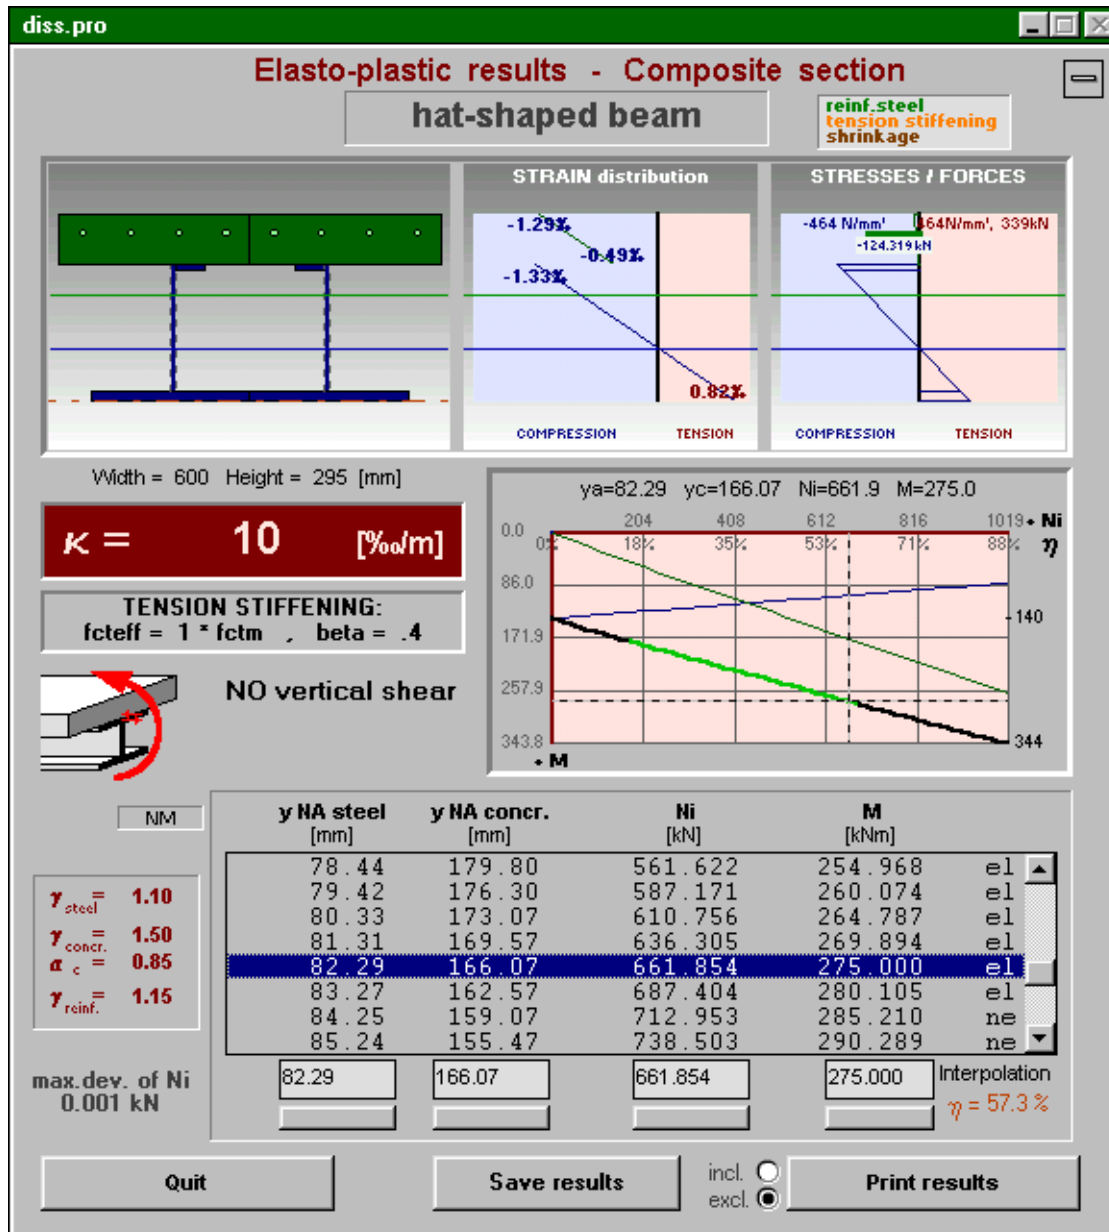 diss.pro
Elasto-plastic results - Composite section
hat-shaped beam
reinf.steel
tension stiffening
shrinkage
STRAIN distribution
STRESSES / FORCES
-1.29‰
-0.49‰
-1.33‰
0.82‰
COMPRESSION TENSION
-464 N/mm' 464N/mm', 339kN
-124.319 kN
COMPRESSION TENSION
Width = 600 Height = 295 [mm]
κ = 10 [‰/m]
TENSION STIFFENING:
fcteff = 1 * fctm , beta = .4
NO vertical shear
ya=82.29 yc=166.07 Ni=661.9 M=275.0
0.0 204 408 612 816 1019 Ni
0% 18% 35% 53% 71% 88% η
86.0
140
171.9
257.9
343.8 344
M
NM
y NA steel y NA concr. Ni M
[mm] [mm] [kN] [kNm]
78.44 179.80 561.622 254.968 el
79.42 176.30 587.171 260.074 el
80.33 173.07 610.756 264.787 el
81.31 169.57 636.305 269.894 el
82.29 166.07 661.854 275.000 el
83.27 162.57 687.404 280.105 el
84.25 159.07 712.953 285.210 ne
85.24 155.47 738.503 290.289 ne
γ steel = 1.10
γ concr. = 1.50
α c = 0.85
γ reinf. = 1.15
max.dev. of Ni
0.001 kN
82.29 166.07 661.854 275.000 Interpolation
η = 57.3 %
Quit
Save results
incl.
excl.
Print results